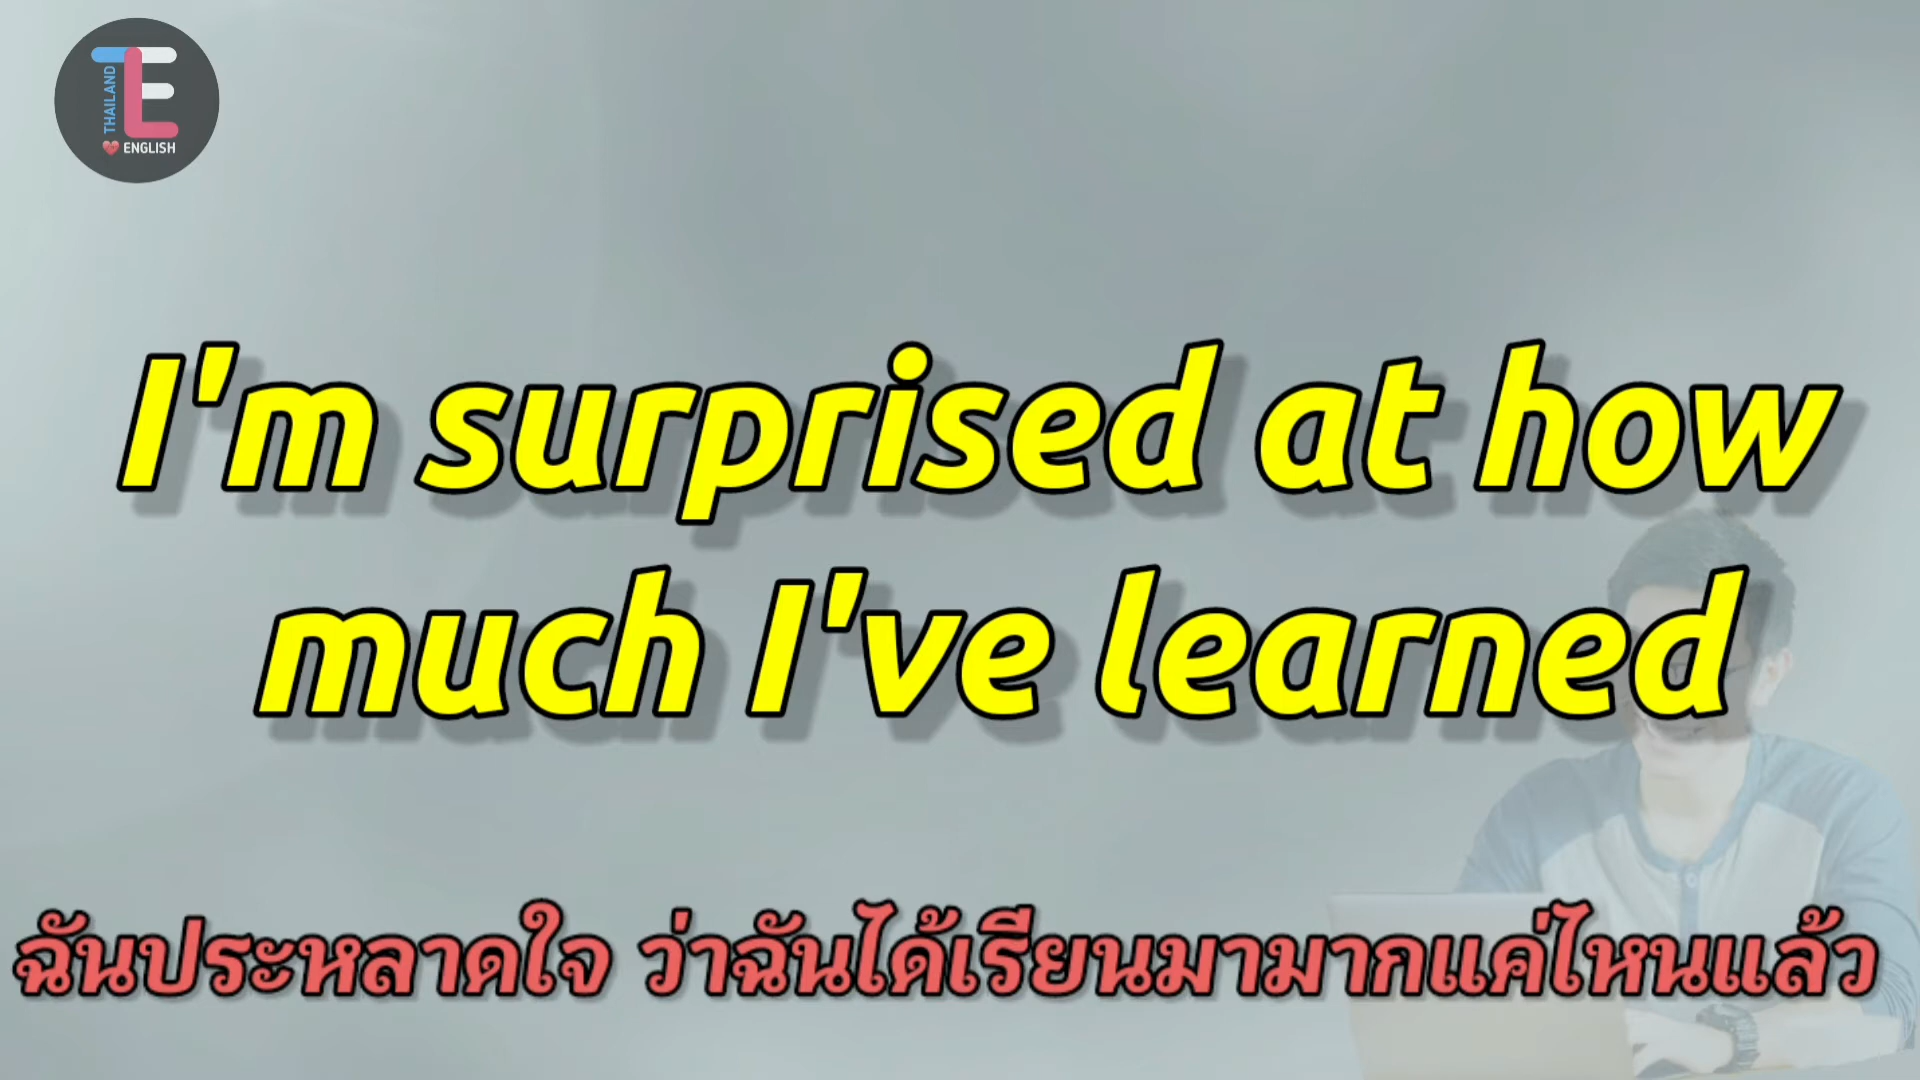 THAILAND
ENGLISH
I'm surprised at how
much I've learned
ฉันประหลาดใจ ว่าฉันได้เรียนมามากแค่ไหนแล้ว